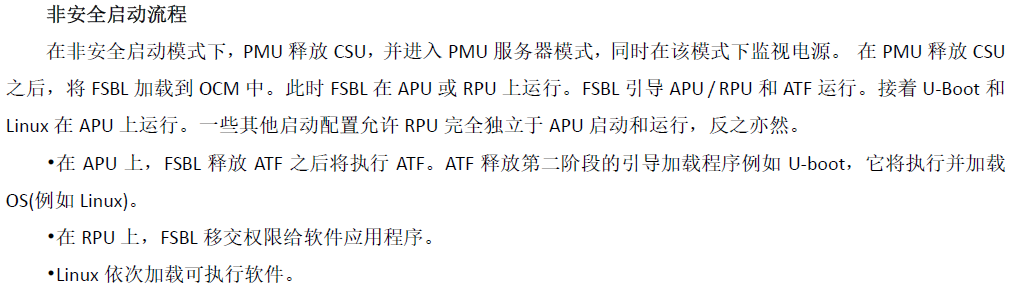 非安全启动流程
在非安全启动模式下，PMU 释放 CSU，并进入 PMU 服务器模式，同时在该模式下监视电源。 在 PMU 释放 CSU
之后，将 FSBL 加载到 OCM 中。此时 FSBL 在 APU 或 RPU 上运行。FSBL 引导 APU / RPU 和 ATF 运行。接着 U-Boot 和
Linux 在 APU 上运行。一些其他启动配置允许 RPU 完全独立于 APU 启动和运行，反之亦然。
•在 APU 上，FSBL 释放 ATF 之后将执行 ATF。ATF 释放第二阶段的引导加载程序例如 U-boot，它将执行并加载
OS(例如 Linux)。
•在 RPU 上，FSBL 移交权限给软件应用程序。
•Linux 依次加载可执行软件。